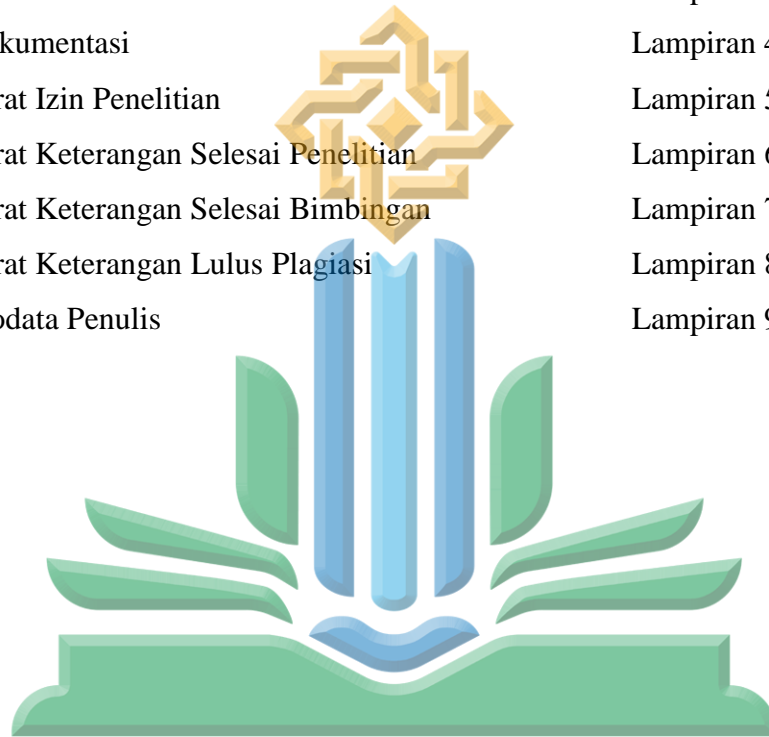 kumentasi Lampiran 4
rat Izin Penelitian Lampiran 5
rat Keterangan Selesai Penelitian Lampiran 6
rat Keterangan Selesai Bimbingan Lampiran 7
rat Keterangan Lulus Plagiasi Lampiran 8
odata Penulis Lampiran 9